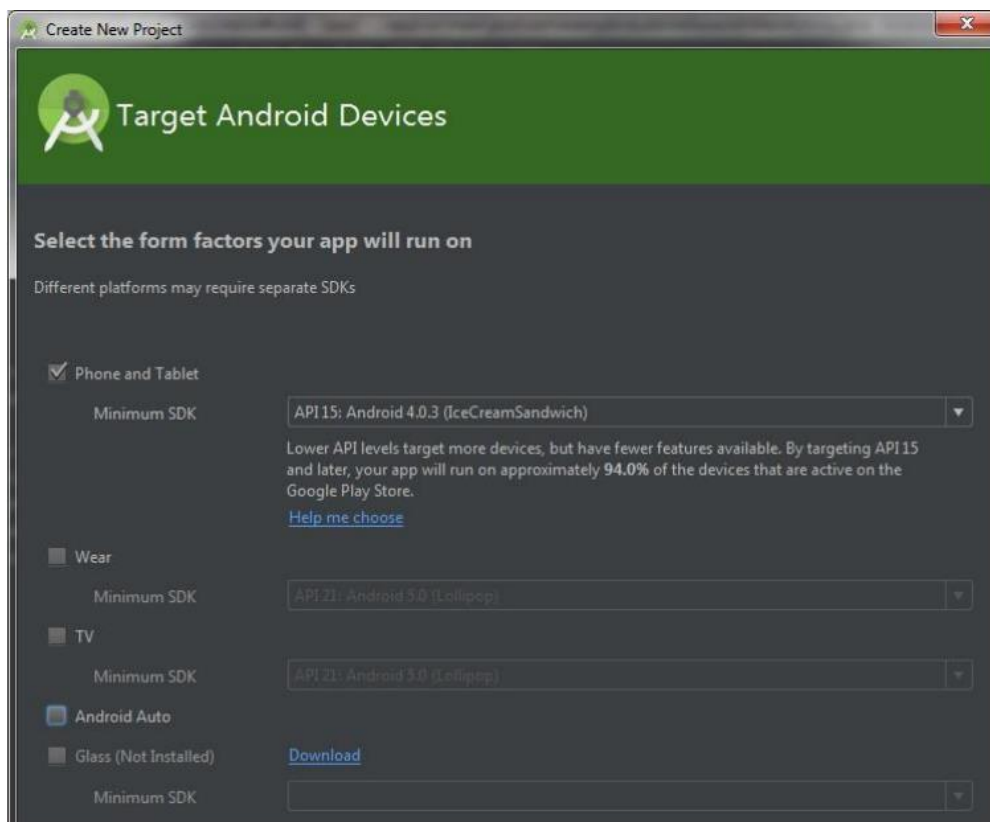 Create New Project
Target Android Devices
Select the form factors your app will run on
Different platforms may require separate SDKs
Phone and Tablet
Minimum SDK
API 15: Android 4.0.3 (IceCreamSandwich)
Lower API levels target more devices, but have fewer features available. By targeting API 15
and later, your app will run on approximately 94.0% of the devices that are active on the
Google Play Store.
Help me choose
Wear
Minimum SDK
API 21: Android 5.0 (Lollipop)
TV
Minimum SDK
API 21: Android 5.0 (Lollipop)
Android Auto
Glass (Not Installed)
Download
Minimum SDK